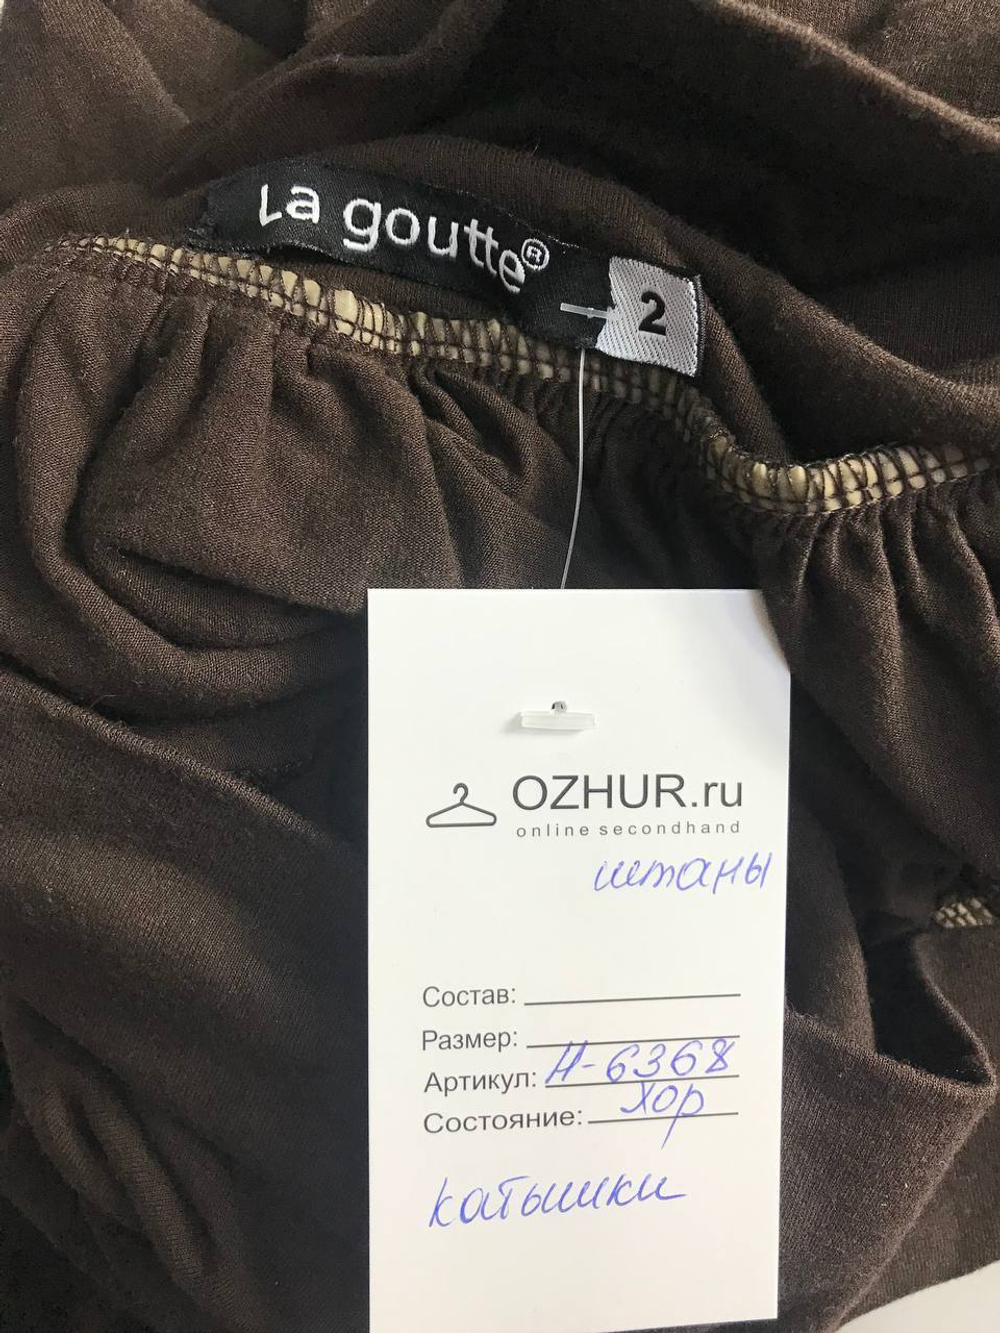 La goutte®
2
OZHUR.ru
online secondhand
штаны
Состав:
Размер:
Артикул: Н-6368
Состояние: хор
катышки